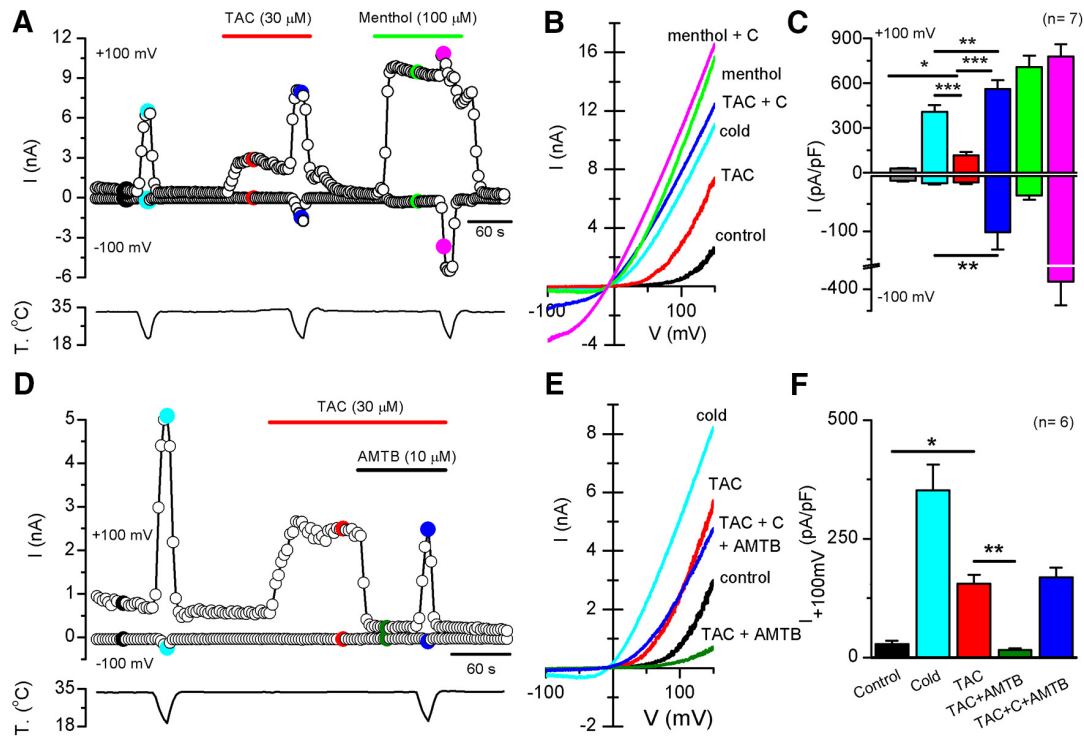 A
TAC (30 μM)
Menthol (100 μM)
12
+100 mV
9
6
3
0
-3
-100 mV
-6
I (nA)
60 s
35
18
T. (°C)
B
menthol + C
menthol
TAC + C
cold
TAC
control
16
12
8
4
-4
I (nA)
-100
100
V (mV)
C
(n= 7)
+100 mV
**
*
***
***
900
600
300
0
-100
-400
I (pA/pF)
**
-100 mV
D
TAC (30 μM)
AMTB (10 μM)
5
4
3
2
1
0
I (nA)
+100 mV
-100 mV
60 s
35
18
T. (°C)
E
cold
TAC
TAC + C
+ AMTB
control
TAC + AMTB
8
6
4
2
-2
I (nA)
-100
100
V (mV)
F
(n= 6)
500
250
0
I+100mV (pA/pF)
*
**
Control
Cold
TAC
TAC+AMTB
TAC+C+AMTB